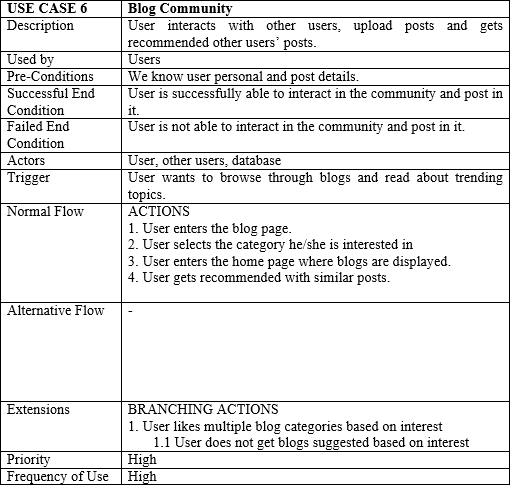 USE CASE 6 Blog Community
Description User interacts with other users, upload posts and gets
recommended other users’ posts.
Used by Users
Pre-Conditions We know user personal and post details.
Successful End User is successfully able to interact in the community and post in
Condition it.
Failed End User is not able to interact in the community and post in it.
Condition
Actors User, other users, database
Trigger User wants to browse through blogs and read about trending
topics.
Normal Flow ACTIONS
1. User enters the blog page.
2. User selects the category he/she is interested in
3. User enters the home page where blogs are displayed.
4. User gets recommended with similar posts.
Alternative Flow -
Extensions BRANCHING ACTIONS
1. User likes multiple blog categories based on interest
1.1 User does not get blogs suggested based on interest
Priority High
Frequency of Use High